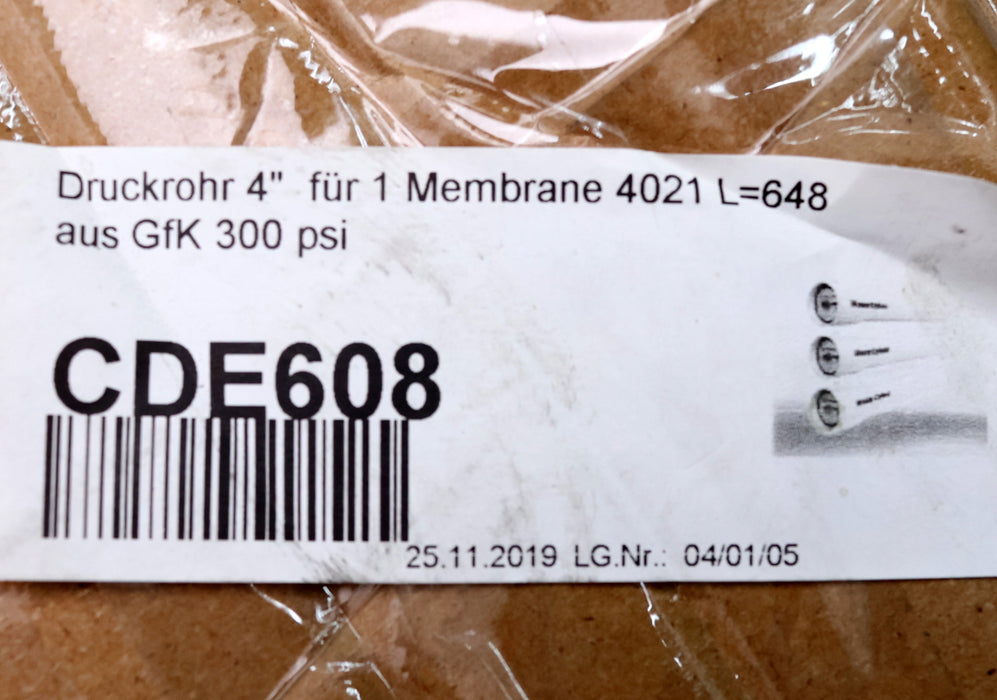 Druckrohr 4" für 1 Membrane 4021 L=648
aus GfK 300 psi
CDE608
25.11.2019 LG.Nr.: 04/01/05